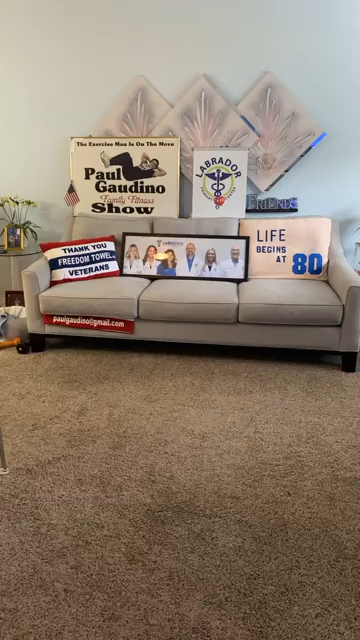 The Exercise Man Is On The Move
Paul
Gaudino
Family Fitness
Show
LABRADOR
FRIENDS
THANK YOU
FREEDOM TOWEL
VETERANS
LABRADOR
LIFE
BEGINS
AT 80
paulgaudino@gmail.com